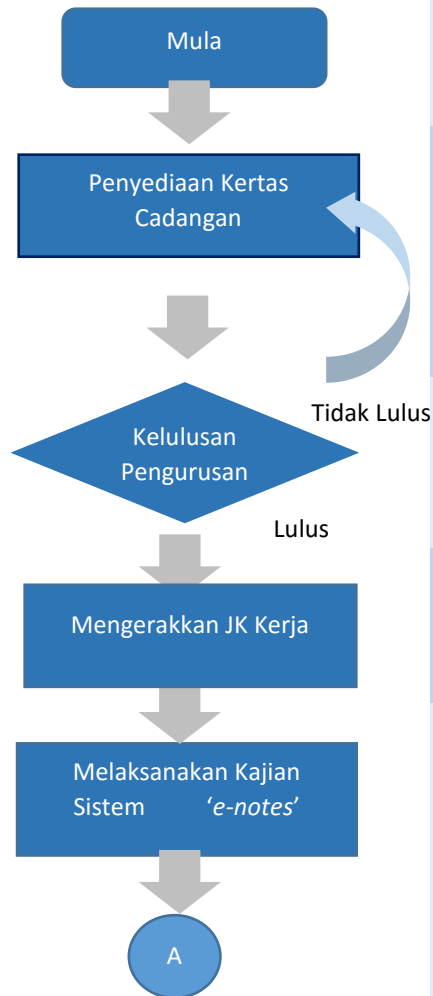 Mula
Penyediaan Kertas
Cadangan
Tidak Lulus
Kelulusan
Pengurusan
Lulus
Mengerakkan JK Kerja
Melaksanakan Kajian
Sistem ‘e-notes’
A